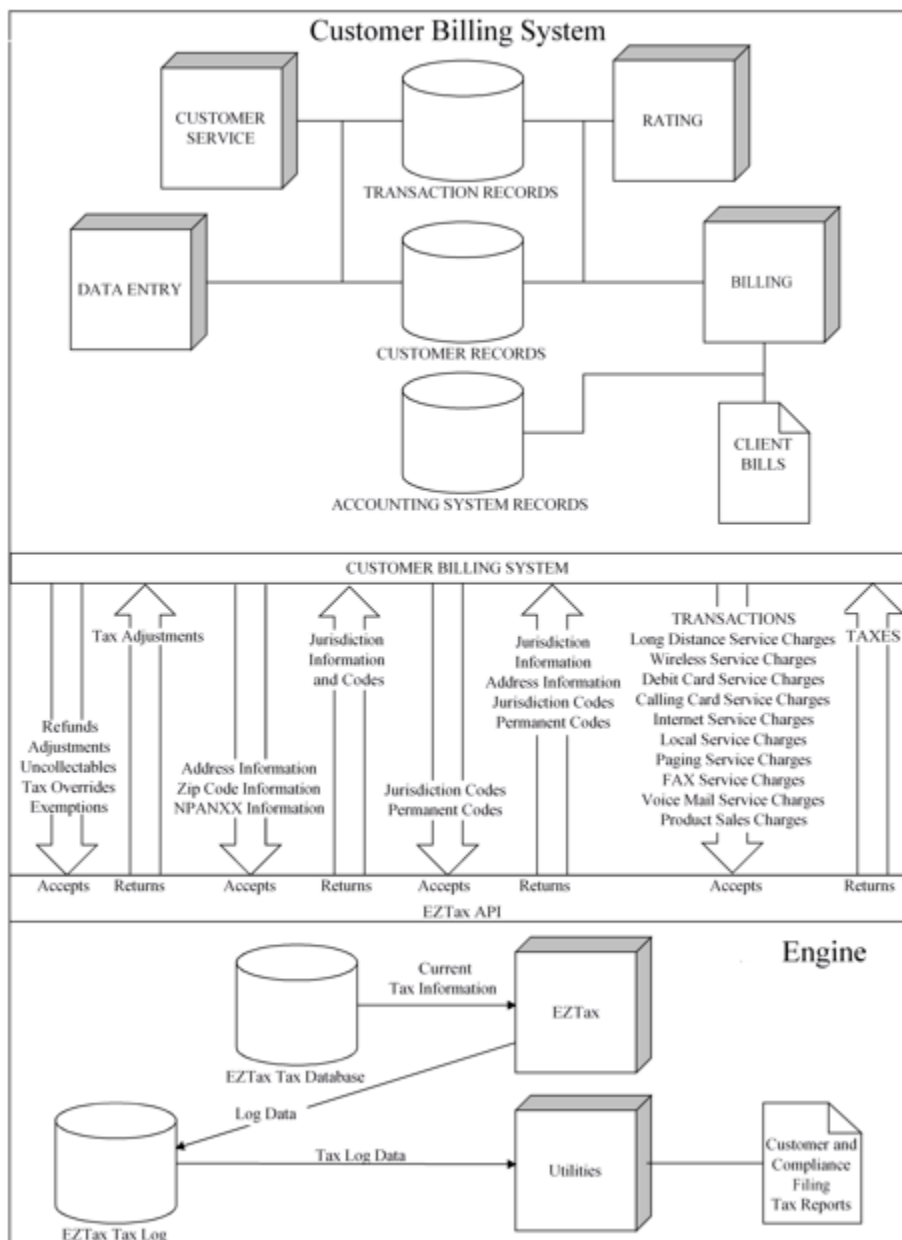 Customer Billing System
CUSTOMER
SERVICE
RATING
TRANSACTION RECORDS
DATA ENTRY
BILLING
CUSTOMER RECORDS
CLIENT
BILLS
ACCOUNTING SYSTEM RECORDS
CUSTOMER BILLING SYSTEM
Tax Adjustments
Refunds
Adjustments
Uncollectables
Tax Overrides
Exemptions
Jurisdiction
Information
and Codes
Address Information
Zip Code Information
NPANXX Information
Jurisdiction
Information
Address Information
Jurisdiction Codes
Permanent Codes
Jurisdiction Codes
Permanent Codes
TRANSACTIONS
Long Distance Service Charges
Wireless Service Charges
Debit Card Service Charges
Calling Card Service Charges
Internet Service Charges
Local Service Charges
Paging Service Charges
FAX Service Charges
Voice Mail Service Charges
Product Sales Charges
TAXES
Accepts
Returns
Accepts
Returns
Accepts
Returns
Accepts
Returns
EZTax API
Engine
Current
Tax Information
EZTax
EZTax Tax Database
Log Data
Tax Log Data
Utilities
Customer and
Compliance
Filing
Tax Reports
EZTax Tax Log